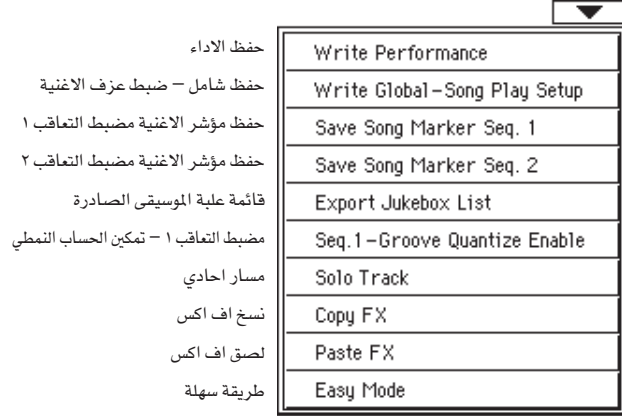 حفظ الاداء
Write Performance
حفظ شامل – ضبط عزف الاغنية
Write Global-Song Play Setup
حفظ مؤشر الاغنية مضبط التعاقب ١
Save Song Marker Seq. 1
حفظ مؤشر الاغنية مضبط التعاقب ٢
Save Song Marker Seq. 2
قائمة علبة الموسيقى الصادرة
Export Jukebox List
مضبط التعاقب ١ – تمكين الحساب النمطي
Seq.1-Groove Quantize Enable
مسار احادي
Solo Track
نسخ اف اكس
Copy FX
لصق اف اكس
Paste FX
طريقة سهلة
Easy Mode